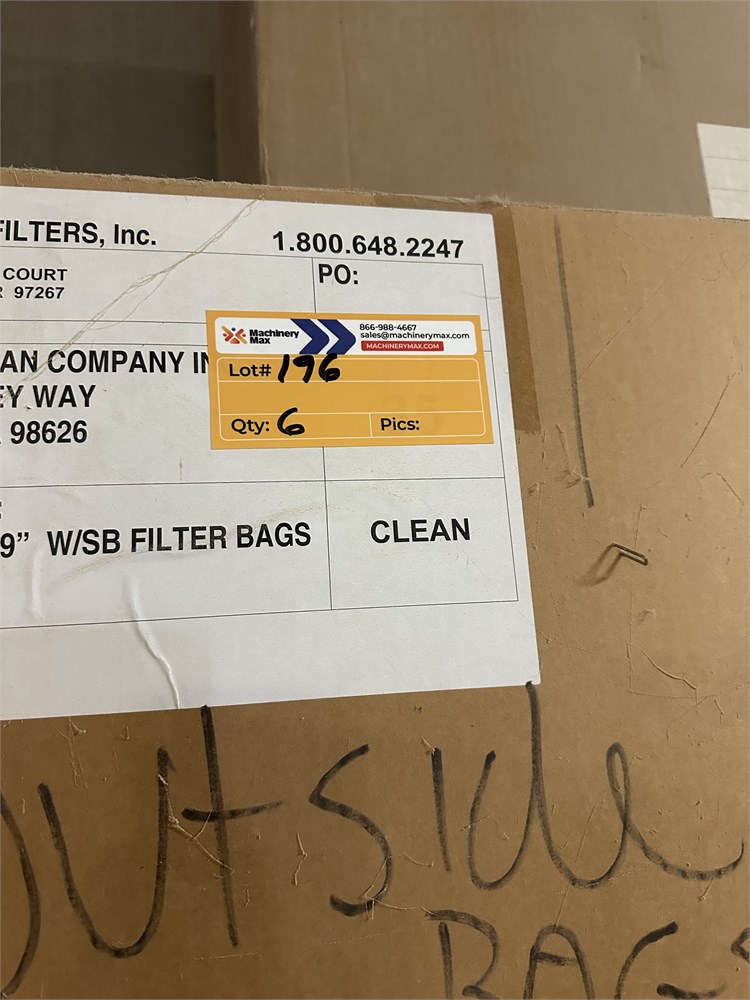 FILTERS, Inc.
1.800.648.2247
COURT
97267
PO:
Machinery
Max
866-988-4667
sales@machinerymax.com
MACHINERYMAX.COM
Lot# 196
Qty: 6
Pics:
AN COMPANY IN
EY WAY
98626
9" W/SB FILTER BAGS
CLEAN
Outside
BAGS